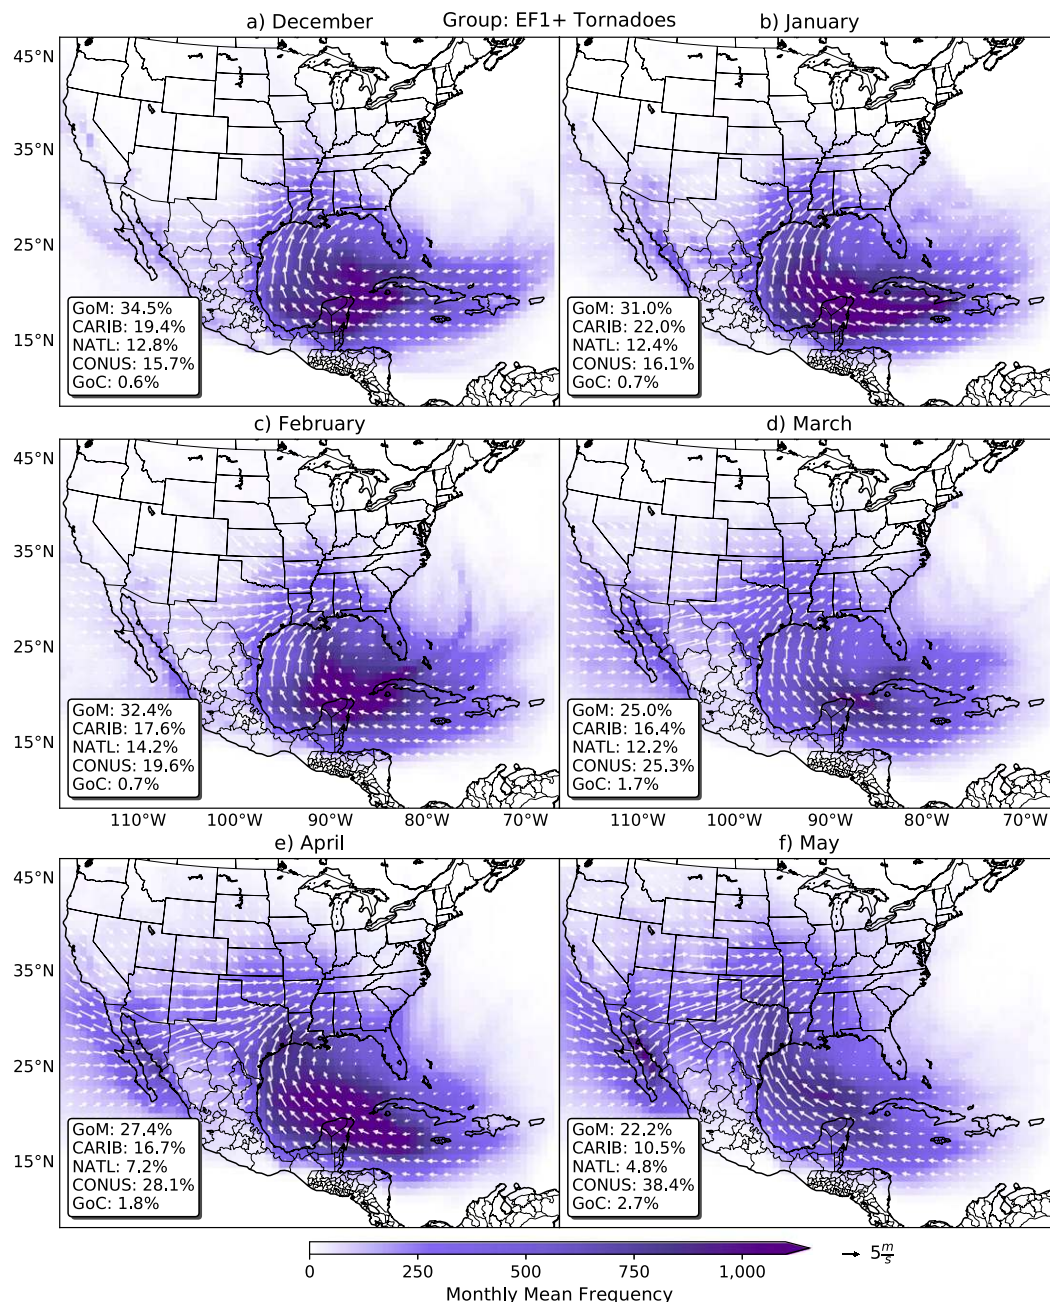 a) December
Group: EF1+ Tornadoes
b) January
45°N
35°N
25°N
15°N
GoM: 34.5%
CARIB: 19.4%
NATL: 12.8%
CONUS: 15.7%
GoC: 0.6%
GoM: 31.0%
CARIB: 22.0%
NATL: 12.4%
CONUS: 16.1%
GoC: 0.7%
c) February
d) March
45°N
35°N
25°N
15°N
GoM: 32.4%
CARIB: 17.6%
NATL: 14.2%
CONUS: 19.6%
GoC: 0.7%
GoM: 25.0%
CARIB: 16.4%
NATL: 12.2%
CONUS: 25.3%
GoC: 1.7%
110°W 100°W 90°W 80°W 70°W
110°W 100°W 90°W 80°W 70°W
e) April
f) May
45°N
35°N
25°N
15°N
GoM: 27.4%
CARIB: 16.7%
NATL: 7.2%
CONUS: 28.1%
GoC: 1.8%
GoM: 22.2%
CARIB: 10.5%
NATL: 4.8%
CONUS: 38.4%
GoC: 2.7%
0 250 500 750 1,000
5 m/s
Monthly Mean Frequency